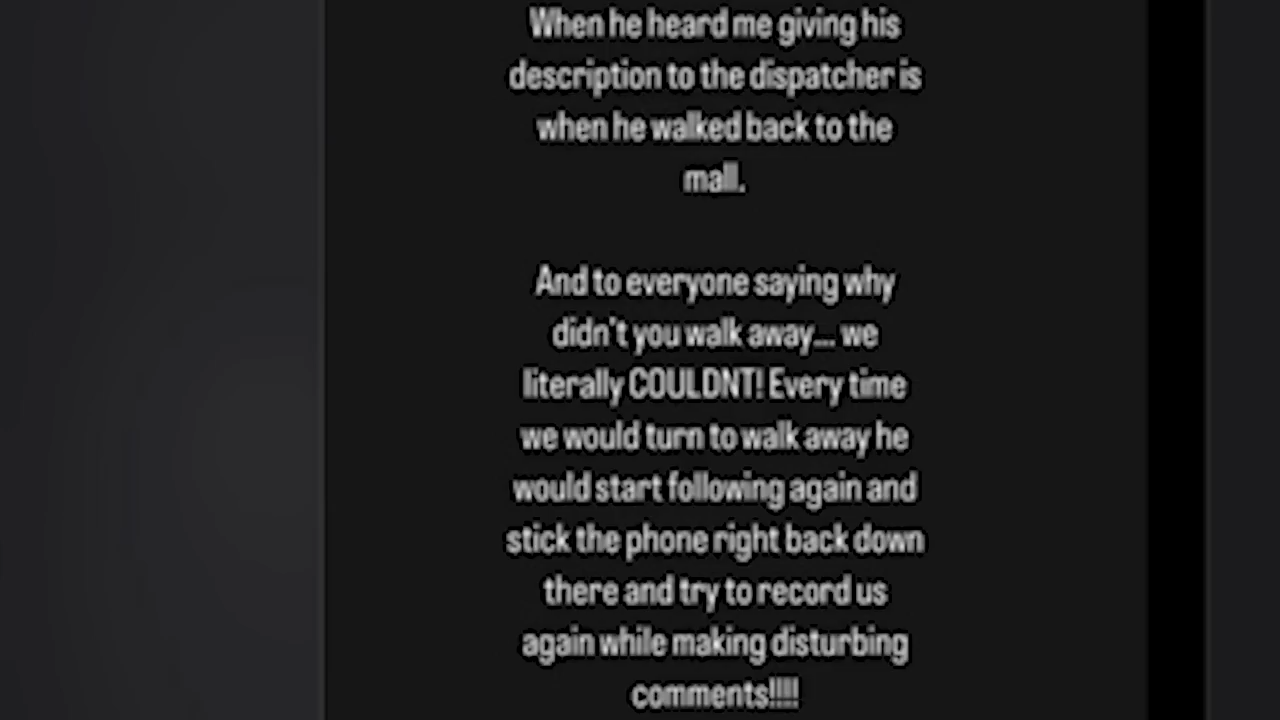 When he heard me giving his
description to the dispatcher is
when he walked back to the
mall.
And to everyone saying why
didn't you walk away... we
literally COULDNT! Every time
we would turn to walk away he
would start following again and
stick the phone right back down
there and try to record us
again while making disturbing
comments!!!!